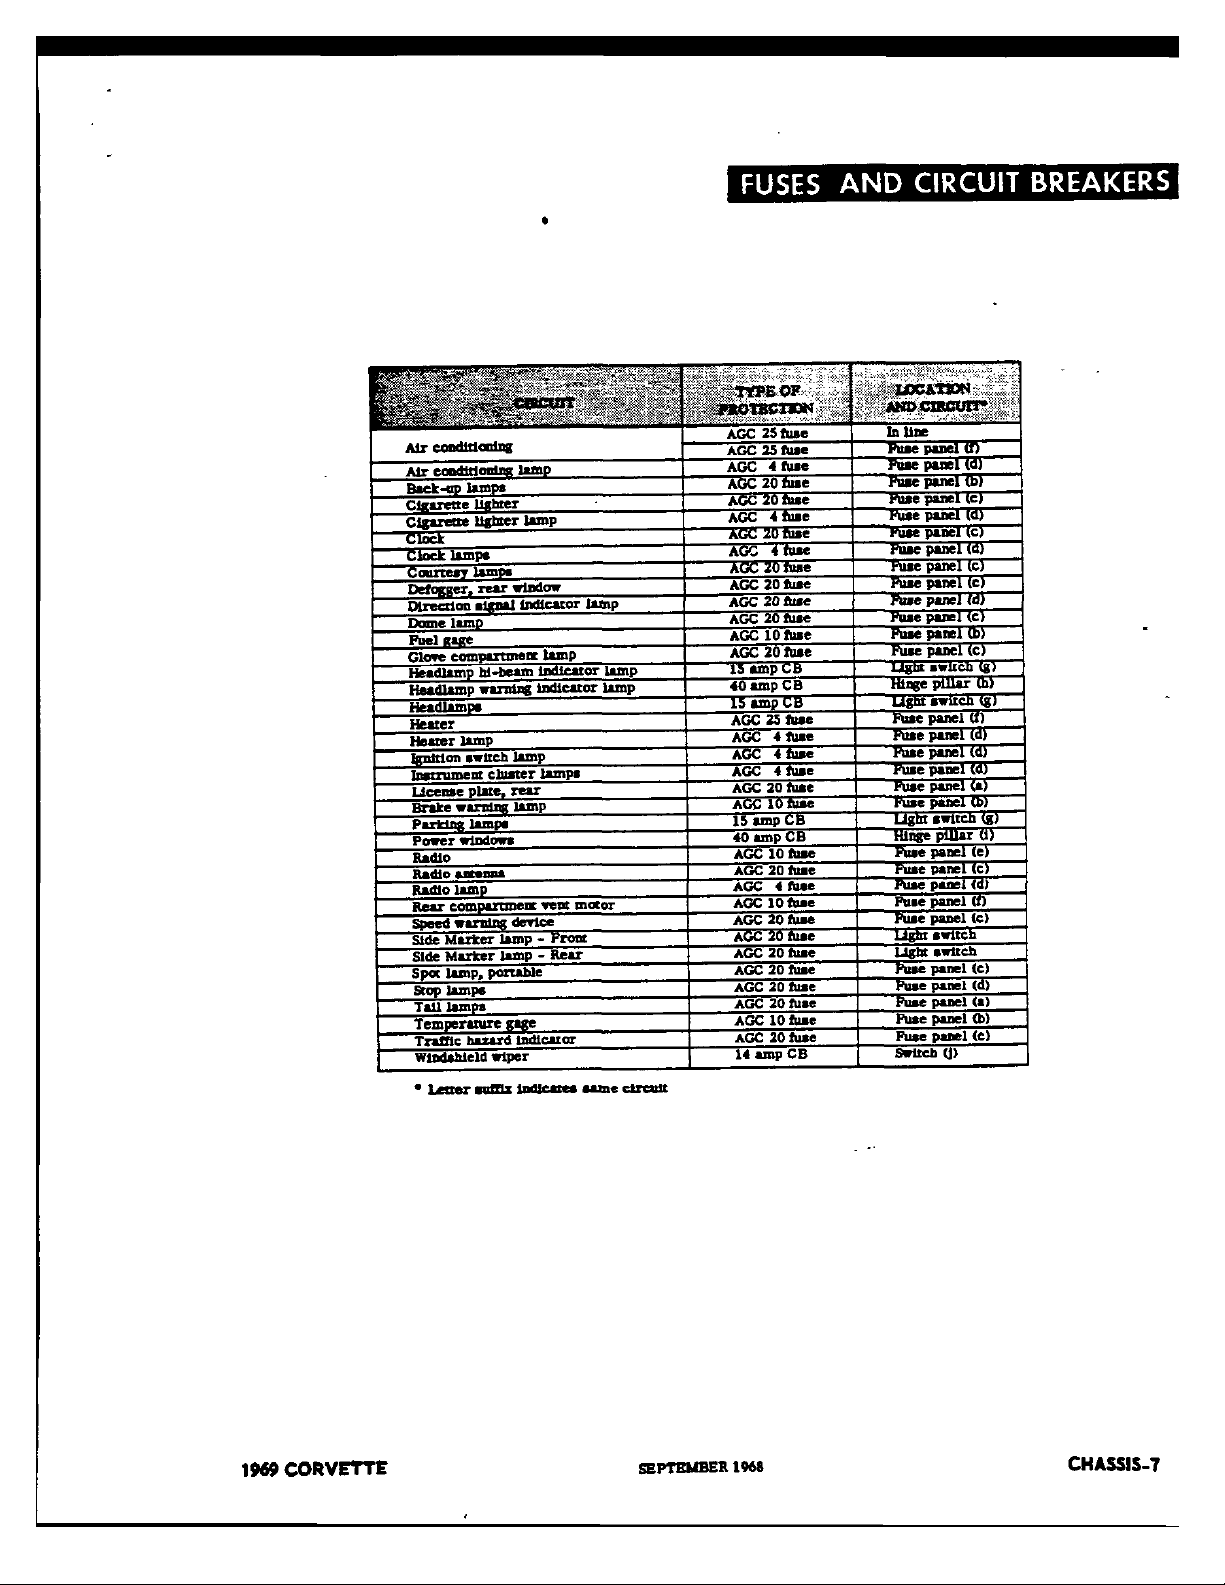 FUSES AND CIRCUIT BREAKERS
CIRCUIT TYPE OF PROTECTION LOCATION AND CIRCUIT*
Air conditioning AGC 25 fuse In line
AGC 25 fuse Fuse panel (f)
Air conditioning lamp AGC 4 fuse Fuse panel (d)
Back-up lamps AGC 20 fuse Fuse panel (b)
Cigarette lighter AGC 20 fuse Fuse panel (c)
Cigarette lighter lamp AGC 4 fuse Fuse panel (d)
Clock AGC 20 fuse Fuse panel (c)
Clock lamps AGC 4 fuse Fuse panel (d)
Courtesy lamps AGC 20 fuse Fuse panel (c)
Defogger, rear window AGC 20 fuse Fuse panel (c)
Direction signal indicator lamp AGC 20 fuse Fuse panel (d)
Dome lamp AGC 20 fuse Fuse panel (c)
Fuel gage AGC 10 fuse Fuse panel (b)
Glove compartment lamp AGC 20 fuse Fuse panel (c)
Headlamp hi-beam indicator lamp 15 amp CB Light switch (g)
Headlamp warning indicator lamp 40 amp CB Hinge pillar (h)
Headlamps 15 amp CB Light switch (g)
Heater AGC 25 fuse Fuse panel (f)
Heater lamp AGC 4 fuse Fuse panel (d)
Ignition switch lamp AGC 4 fuse Fuse panel (d)
Instrument cluster lamps AGC 4 fuse Fuse panel (d)
License plate, rear AGC 20 fuse Fuse panel (a)
Brake warning lamp AGC 10 fuse Fuse panel (b)
Parking lamps 15 amp CB Light switch (g)
Power windows 40 amp CB Hinge pillar (i)
Radio AGC 10 fuse Fuse panel (e)
Radio antenna AGC 20 fuse Fuse panel (c)
Radio lamp AGC 4 fuse Fuse panel (d)
Rear compartment vent motor AGC 10 fuse Fuse panel (f)
Speed warning device AGC 20 fuse Fuse panel (c)
Side Marker lamp - Front AGC 20 fuse Light switch
Side Marker lamp - Rear AGC 20 fuse Light switch
Spot lamp, portable AGC 20 fuse Fuse panel (c)
Stop lamps AGC 20 fuse Fuse panel (d)
Tail lamps AGC 20 fuse Fuse panel (a)
Temperature gage AGC 10 fuse Fuse panel (b)
Traffic hazard indicator AGC 20 fuse Fuse panel (c)
Windshield wiper 14 amp CB Switch (j)
* Letter suffix indicates same circuit
1969 CORVETTE SEPTEMBER 1968 CHASSIS-7